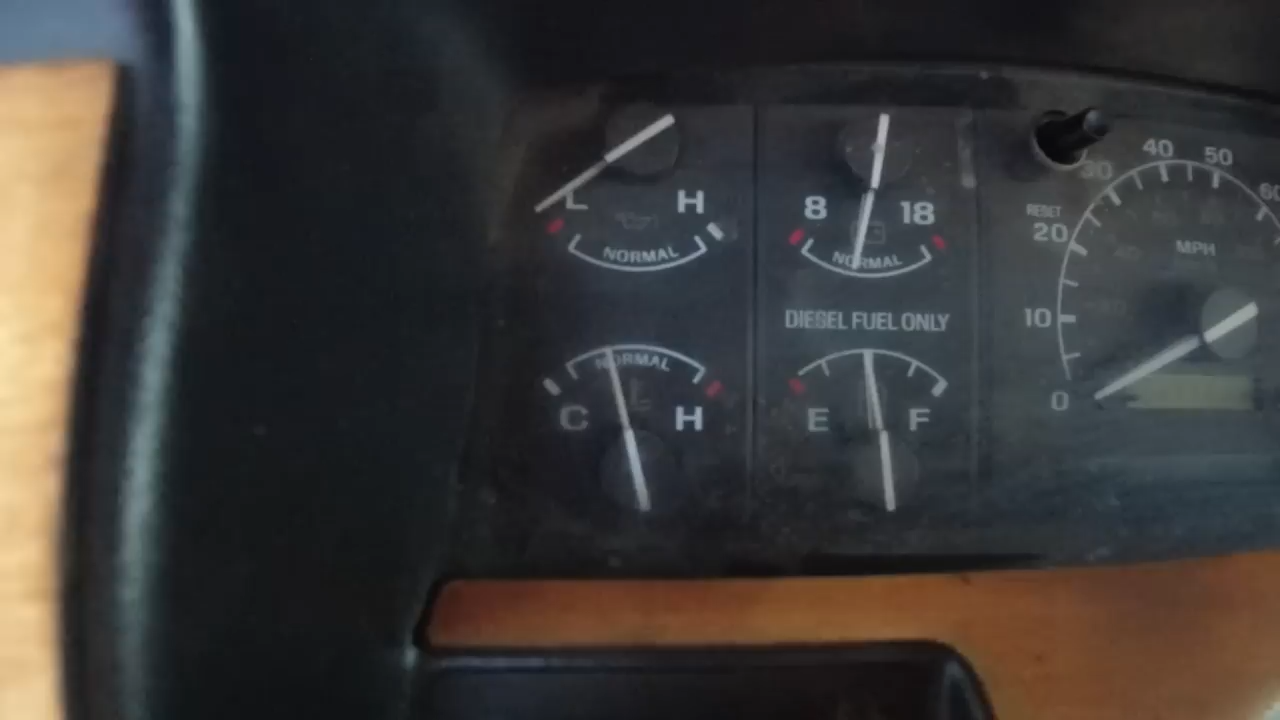 L H
NORMAL
8 18
NORMAL
DIESEL FUEL ONLY
NORMAL
C H
E F
RESET
0 10 20 30 40 50 60
MPH